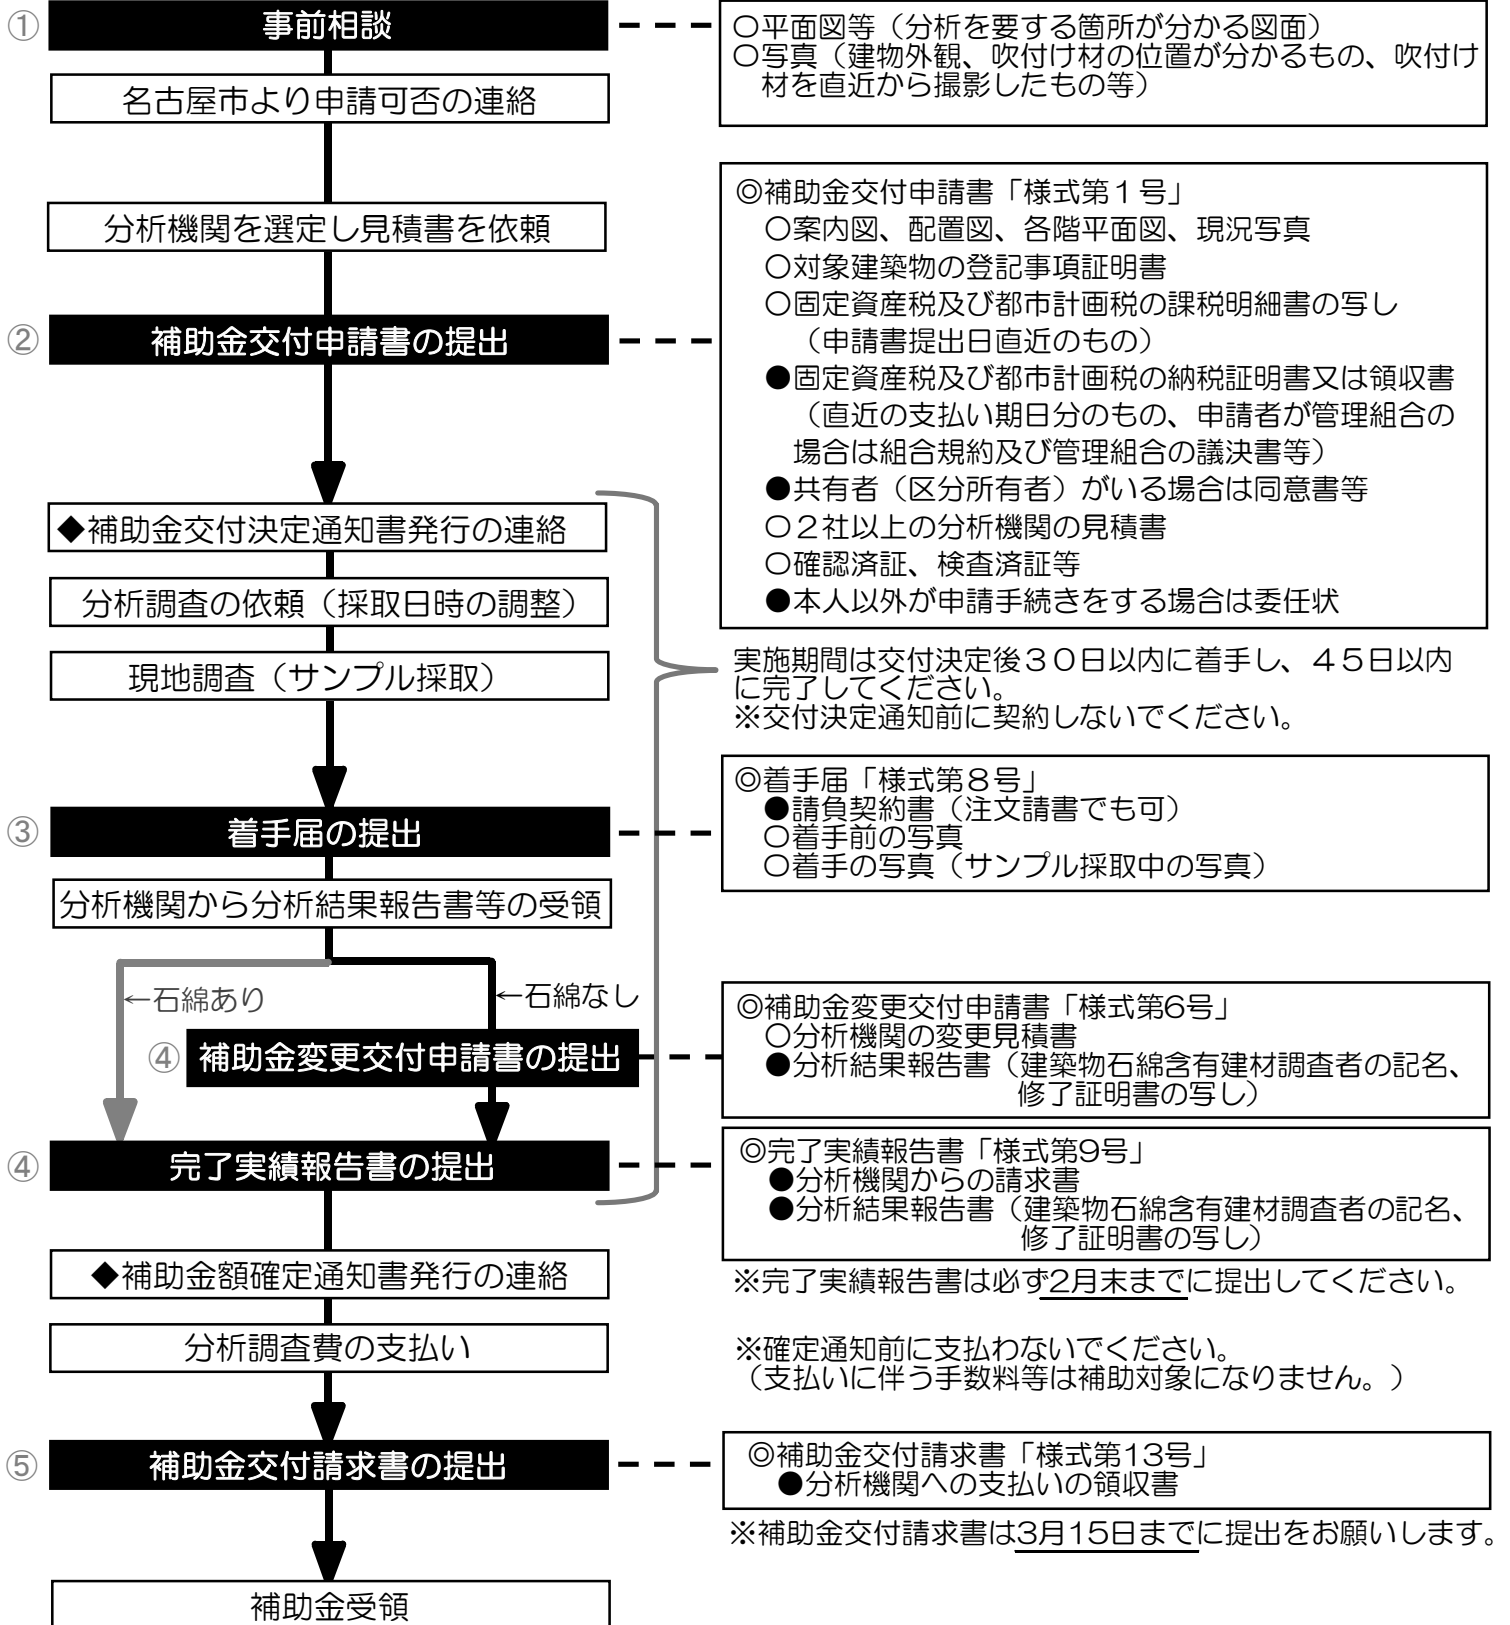 ① 事前相談
〇平面図等（分析を要する箇所が分かる図面）
〇写真（建物外観、吹付け材の位置が分かるもの、吹付け
材を直近から撮影したもの等）
名古屋市より申請可否の連絡
分析機関を選定し見積書を依頼
② 補助金交付申請書の提出
◎補助金交付申請書「様式第１号」
〇案内図、配置図、各階平面図、現況写真
〇対象建築物の登記事項証明書
〇固定資産税及び都市計画税の課税明細書の写し
（申請書提出日直近のもの）
●固定資産税及び都市計画税の納税証明書又は領収書
（直近の支払い期日分のもの、申請者が管理組合の
場合は組合規約及び管理組合の議決書等）
●共有者（区分所有者）がいる場合は同意書等
〇２社以上の分析機関の見積書
〇確認済証、検査済証等
●本人以外が申請手続きをする場合は委任状
◆補助金交付決定通知書発行の連絡
分析調査の依頼（採取日時の調整）
現地調査（サンプル採取）
実施期間は交付決定後３０日以内に着手し、４５日以内
に完了してください。
※交付決定通知前に契約しないでください。
③ 着手届の提出
◎着手届「様式第８号」
●請負契約書（注文請書でも可）
〇着手前の写真
〇着手の写真（サンプル採取中の写真）
分析機関から分析結果報告書等の受領
←石綿あり
←石綿なし
④ 補助金変更交付申請書の提出
◎補助金変更交付申請書「様式第6号」
〇分析機関の変更見積書
●分析結果報告書（建築物石綿含有建材調査者の記名、
修了証明書の写し）
④ 完了実績報告書の提出
◎完了実績報告書「様式第9号」
●分析機関からの請求書
●分析結果報告書（建築物石綿含有建材調査者の記名、
修了証明書の写し）
※完了実績報告書は必ず2月末までに提出してください。
◆補助金額確定通知書発行の連絡
分析調査費の支払い
※確定通知前に支払わないでください。
（支払いに伴う手数料等は補助対象になりません。）
⑤ 補助金交付請求書の提出
◎補助金交付請求書「様式第13号」
●分析機関への支払いの領収書
※補助金交付請求書は3月15日までに提出をお願いします。
補助金受領